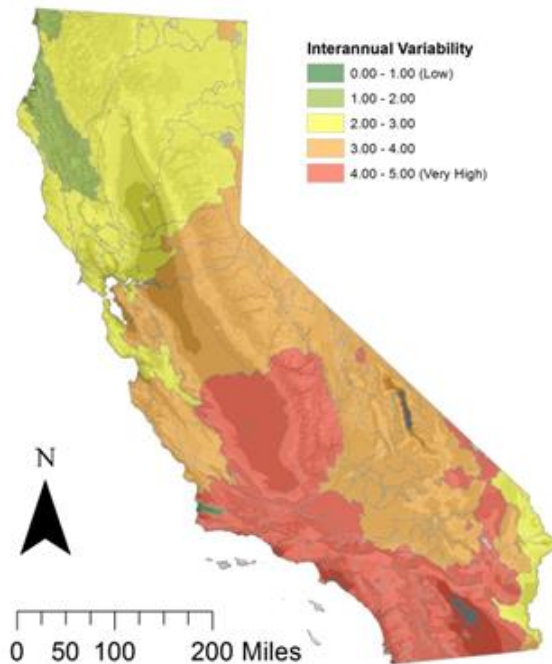 Interannual Variability
0.00 - 1.00 (Low)
1.00 - 2.00
2.00 - 3.00
3.00 - 4.00
4.00 - 5.00 (Very High)
N
0 50 100 200 Miles